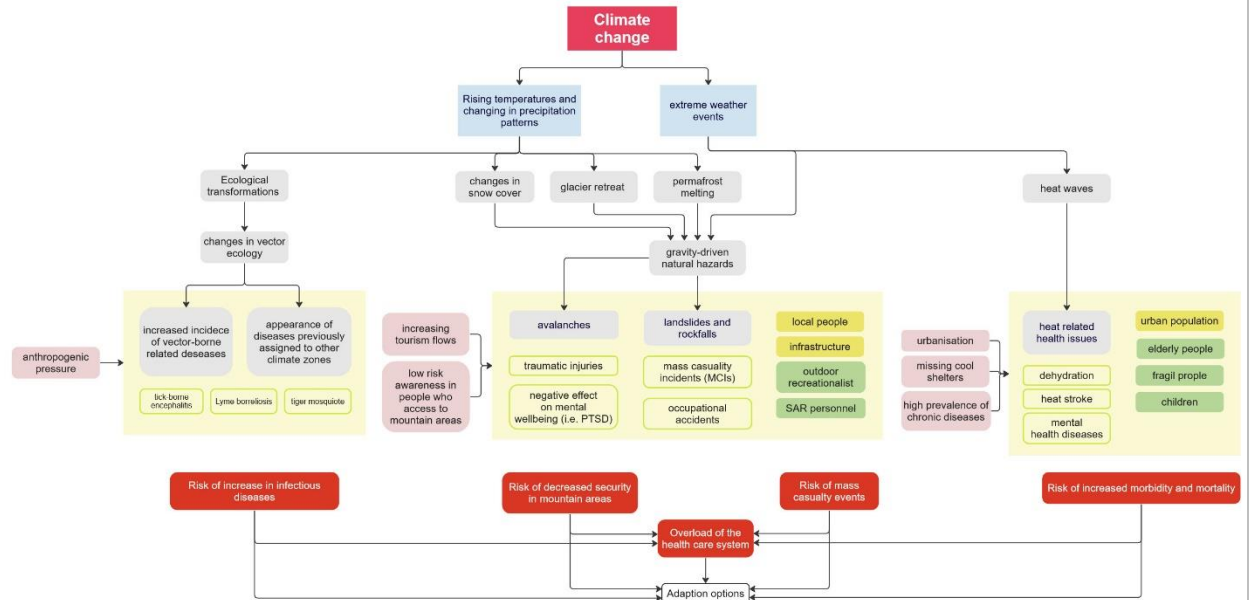 Climate
change
Rising temperatures and
changing in precipitation
patterns
extreme weather
events
Ecological
transformations
changes in
snow cover
glacier retreat
permafrost
melting
heat waves
changes in vector
ecology
gravity-driven
natural hazards
increased incidece
of vector-borne
related deseases
appearance of
diseases previously
assigned to other
climate zones
anthropogenic
pressure
tick-borne
encephalitis
Lyme borreliosis
tiger mosquiote
increasing
tourism flows
low risk
awareness in
people who
access to
mountain areas
avalanches
traumatic injuries
negative effect
on mental
wellbeing (i.e. PTSD)
landslides and
rockfalls
mass casuality
incidents (MCIs)
occupational
accidents
local people
infrastructure
outdoor
recreationalist
SAR personnel
urbanisation
missing cool
shelters
high prevalence of
chronic diseases
heat related
health issues
dehydration
heat stroke
mental
health diseases
urban population
elderly people
fragil prople
children
Risk of increase in infectious
diseases
Risk of decreased security
in mountain areas
Risk of mass
casualty events
Risk of increased morbidity and mortality
Overload of the
health care system
Adaption options